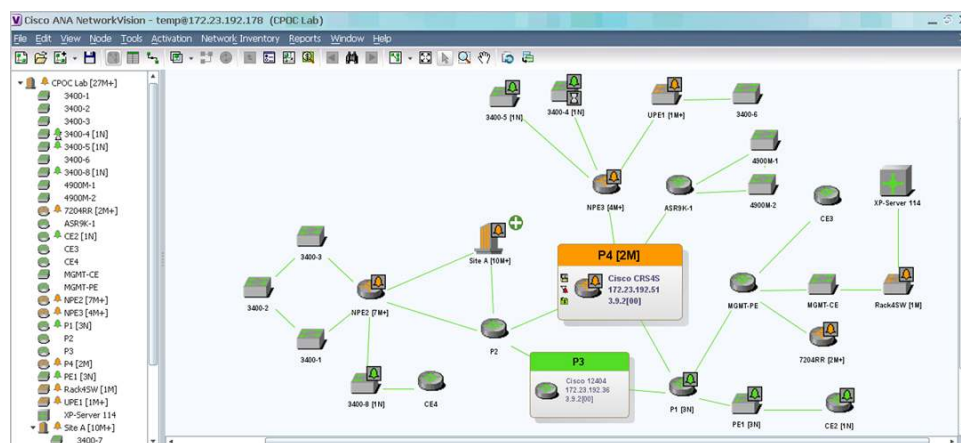 Cisco ANA NetworkVision - temp@172.23.192.178 (CPOC Lab)
File Edit View Node Tools Activation Network Inventory Reports Window Help
CPOC Lab [27M+]
3400-1
3400-2
3400-3
3400-4 [1N]
3400-5 [1N]
3400-6
3400-8 [1N]
4900M-1
4900M-2
7204RR [2M+]
ASR9K-1
CE2 [1N]
CE3
CE4
MGMT-CE
MGMT-PE
NPE2 [7M+]
NPE3 [4M+]
P1 [3N]
P2
P3
P4 [2M]
PE1 [3N]
Rack4SW [1M]
UPE1 [1M+]
XP-Server 114
Site A [10M+]
3400-7
3400-5 [1N]
3400-4 [1N]
UPE1 [1M+]
3400-6
4900M-1
NPE3 [4M+]
ASR9K-1
4900M-2
CE3
XP-Server 114
3400-3
Site A [10M+]
P4 [2M]
Cisco CRS4S
172.23.192.51
3.9.2[00]
3400-2
NPE2 [7M+]
MGMT-PE
MGMT-CE
Rack4SW [1M]
3400-1
P2
7204RR [2M+]
P3
Cisco 12404
172.23.192.36
3.9.2[00]
3400-8 [1N]
CE4
P1 [3N]
PE1 [3N]
CE2 [1N]